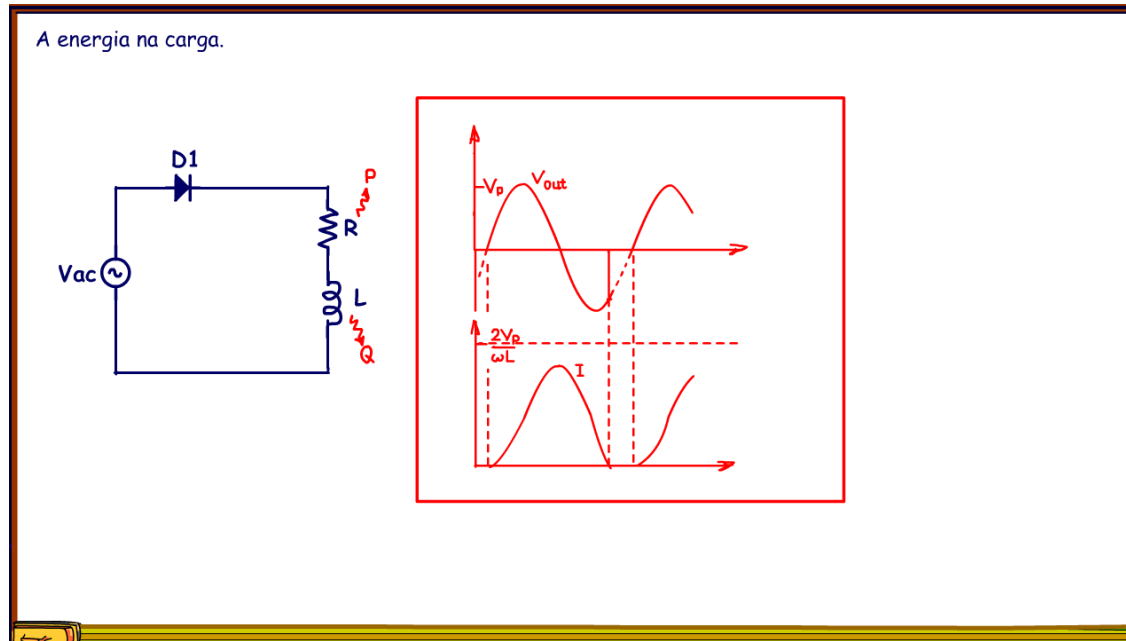 A energia na carga.
D1
P
R
Vac
L
Q
Vp
Vout
2Vp
ωL
I